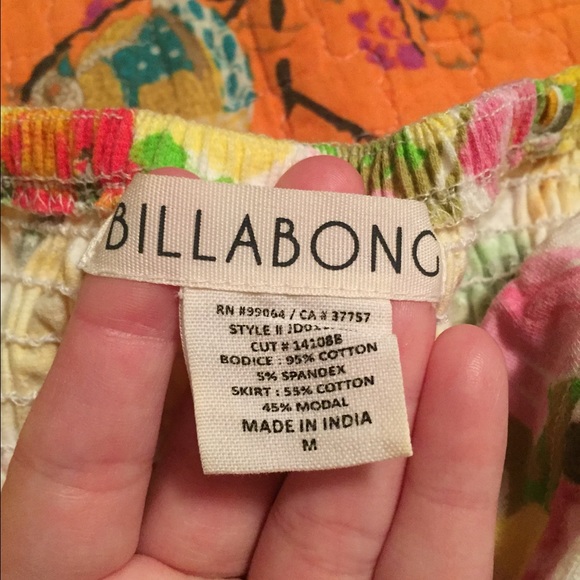 BILLABONG
RN #99064 / CA # 37757
STYLE #
CUT # 14108B
BODICE : 95% COTTON
5% SPANDEX
SKIRT : 55% COTTON
45% MODAL
MADE IN INDIA
M